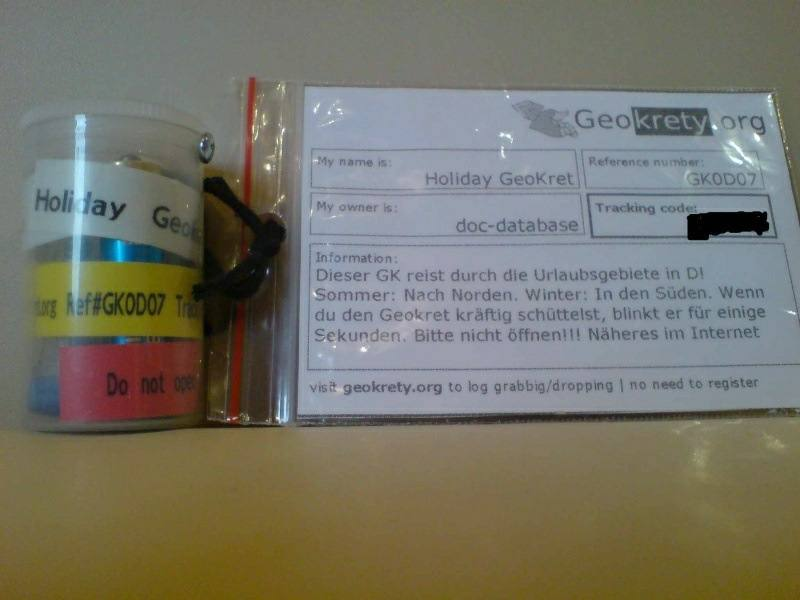 Holiday Geok
.org Ref#GK0D07 Tra
Do not ope
Geokrety.org
My name is:
Holiday GeoKret
Reference number:
GK0D07
My owner is:
doc-database
Tracking code:
Information:
Dieser GK reist durch die Urlaubsgebiete in D!
Sommer: Nach Norden. Winter: In den Süden. Wenn
du den Geokret kräftig schüttelst, blinkt er für einige
Sekunden. Bitte nicht öffnen!!! Näheres im Internet
visit geokrety.org to log grabbig/dropping | no need to register